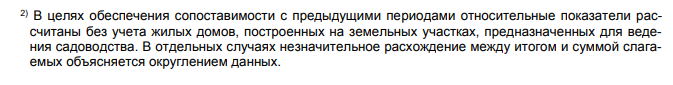 2) В целях обеспечения сопоставимости с предыдущими периодами относительные показатели рас-
считаны без учета жилых домов, построенных на земельных участках, предназначенных для веде-
ния садоводства. В отдельных случаях незначительное расхождение между итогом и суммой слага-
емых объясняется округлением данных.